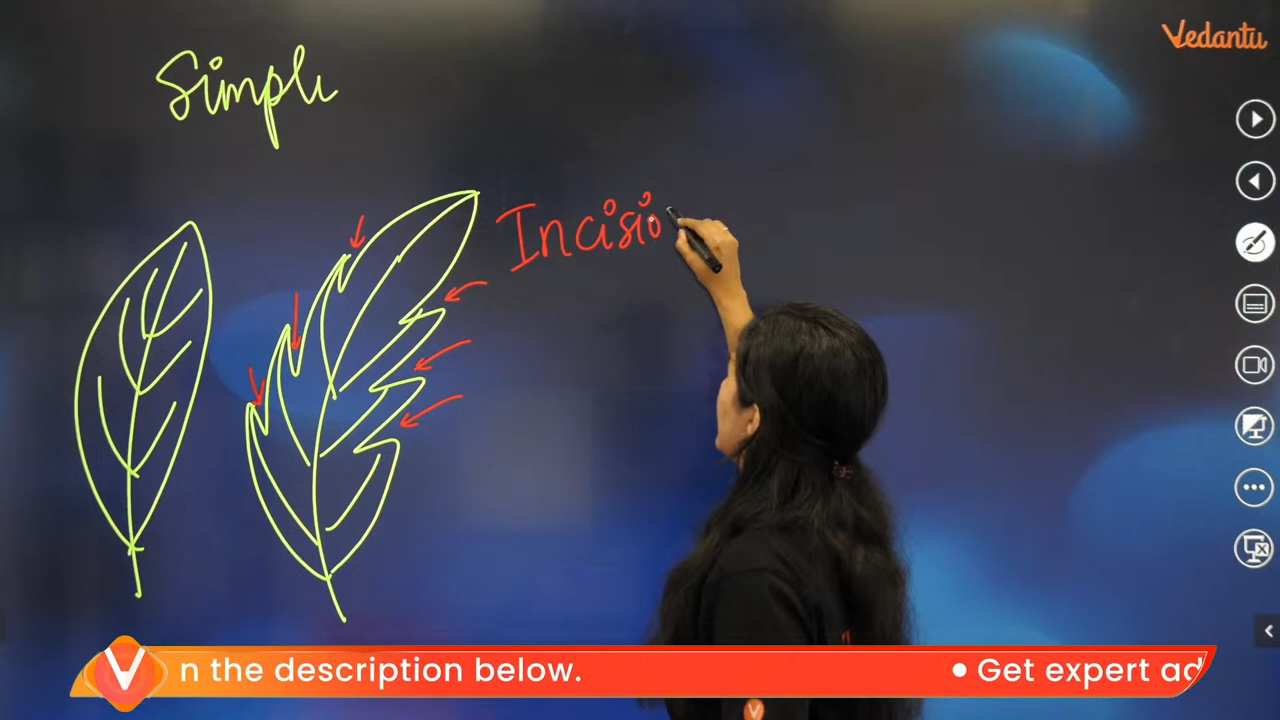 Vedantu
Simple
Incisio
n the description below.
• Get expert ad